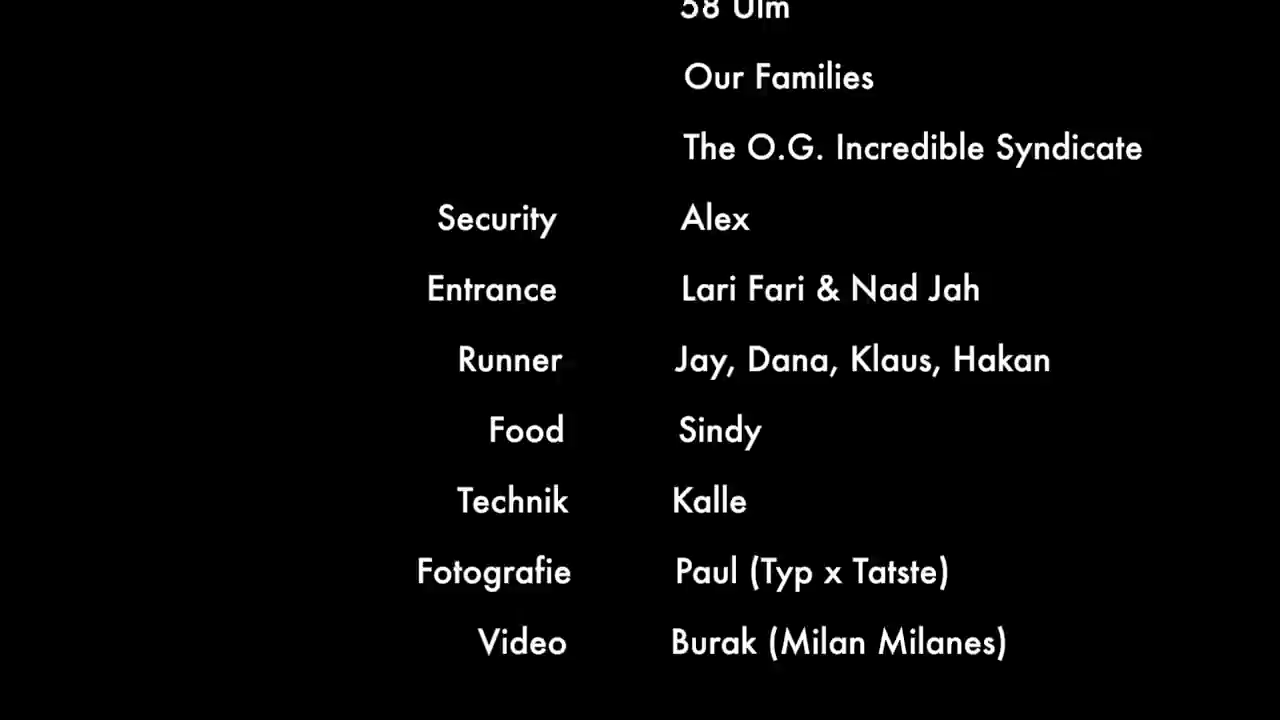 58 Ulm
Our Families
The O.G. Incredible Syndicate
Security Alex
Entrance Lari Fari & Nad Jah
Runner Jay, Dana, Klaus, Hakan
Food Sindy
Technik Kalle
Fotografie Paul (Typ x Tatste)
Video Burak (Milan Milanes)